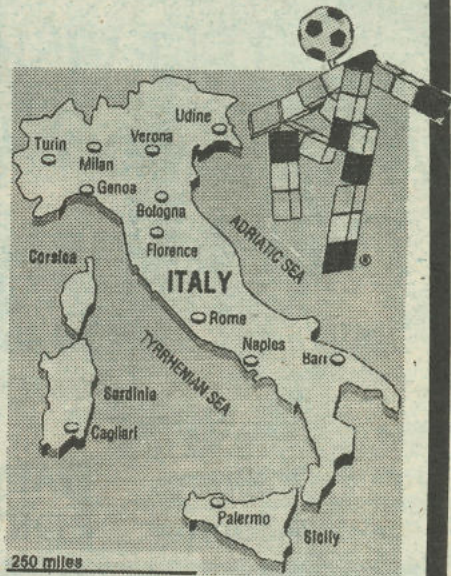 Udine
Turin
Verona
Milan
Genoa
Bologna
Florence
ADRIATIC SEA
®
Corsica
ITALY
Rome
Naples
Bari
TYRRHENIAN SEA
Sardinia
Cagliari
Palermo
Sicily
250 miles